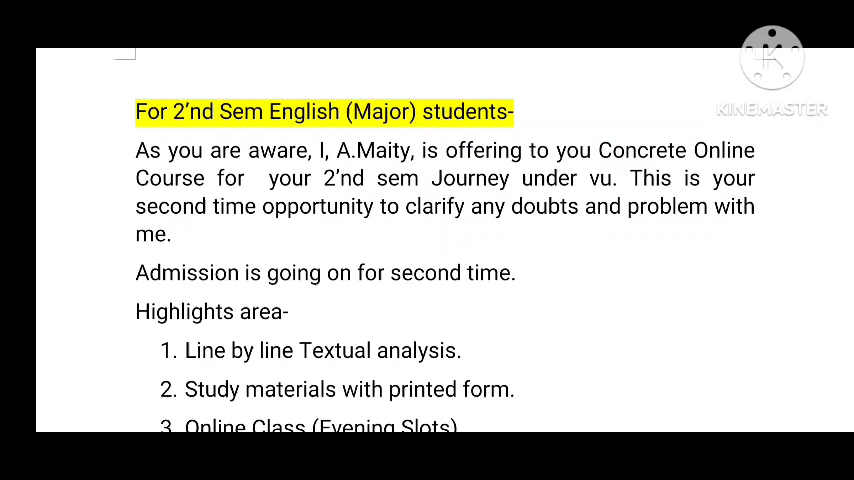 KINEMASTER
For 2'nd Sem English (Major) students-
As you are aware, I, A.Maity, is offering to you Concrete Online
Course for your 2'nd sem Journey under vu. This is your
second time opportunity to clarify any doubts and problem with
me.
Admission is going on for second time.
Highlights area-
1. Line by line Textual analysis.
2. Study materials with printed form.
3. Online Class (Evening Slots)